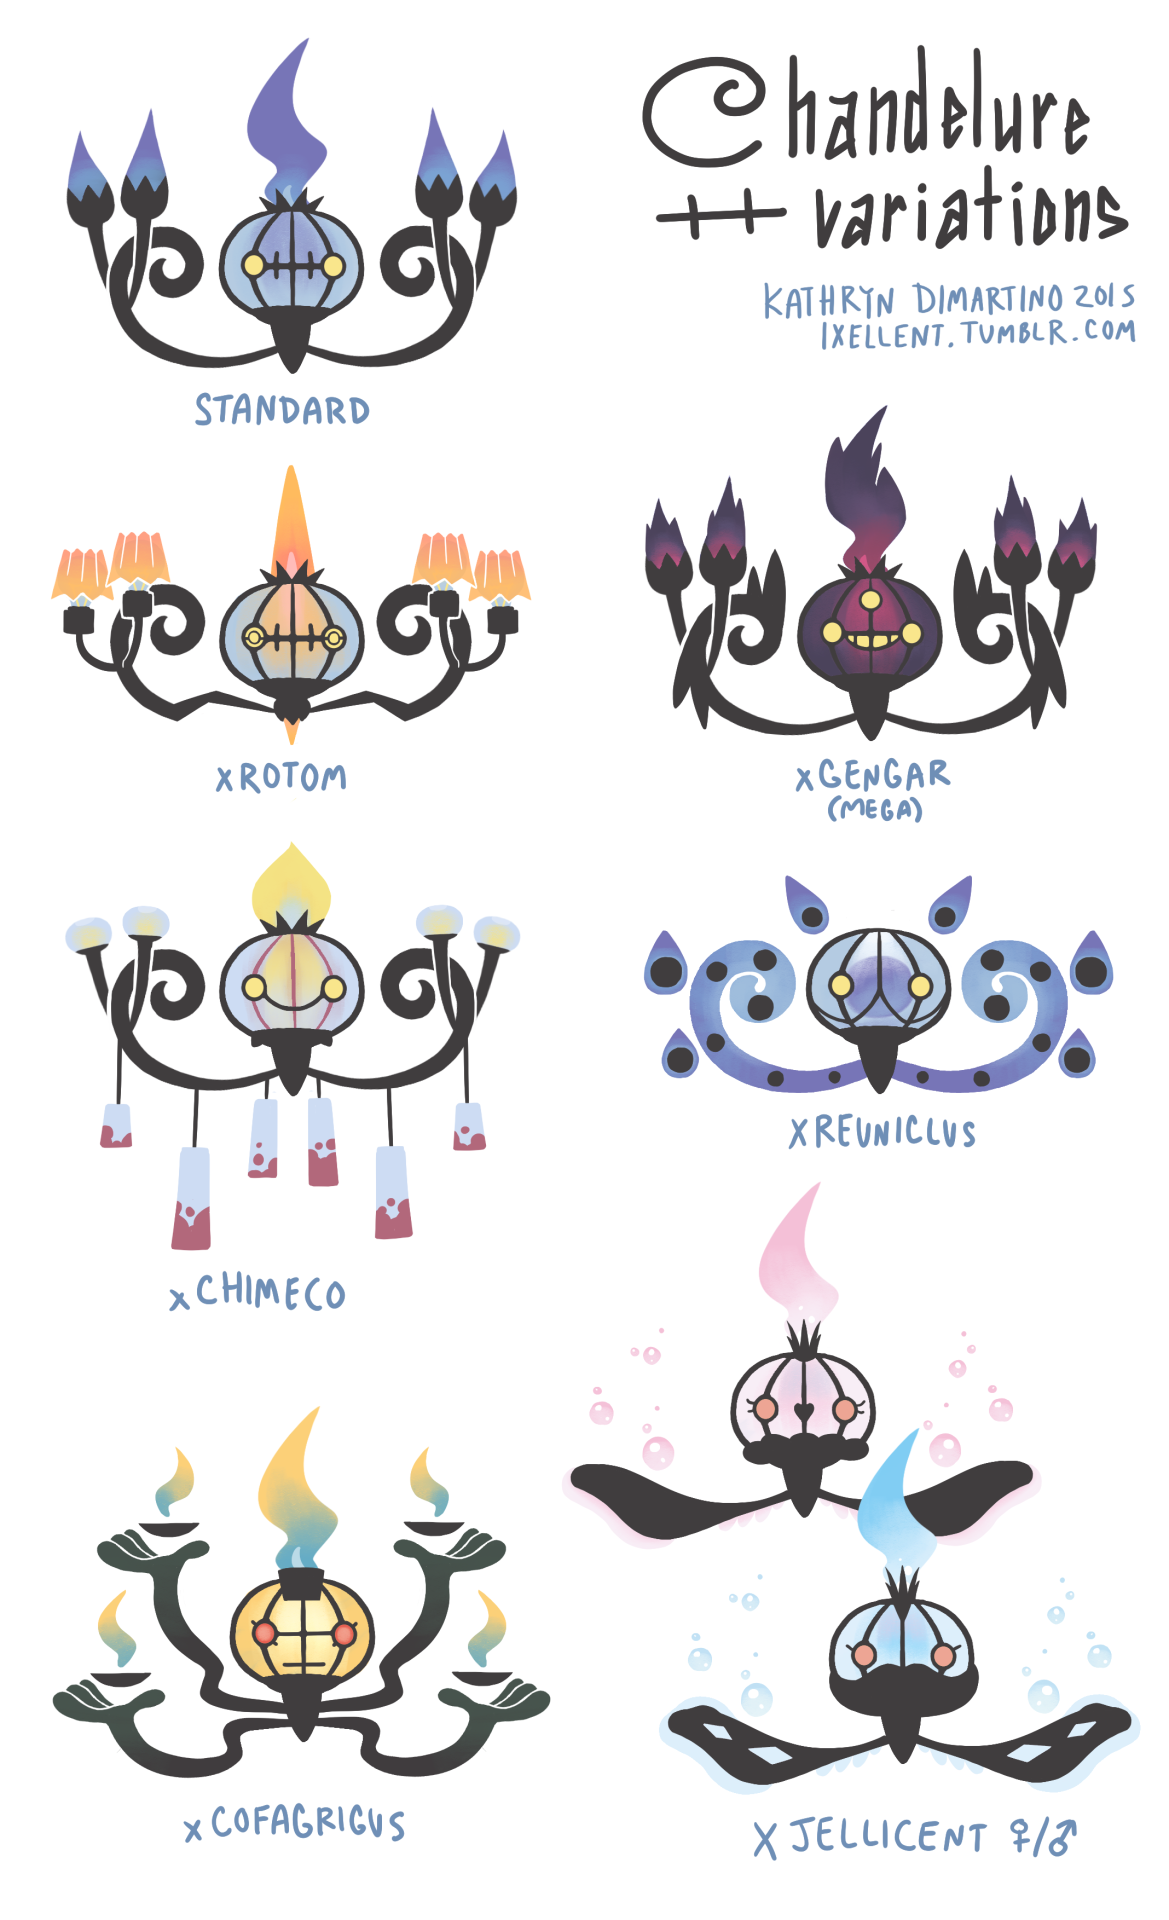 Chandelure
variations
KATHRYN DIMARTINO 2015
IXELLENT.TUMBLR.COM
STANDARD
x ROTOM
x GENGAR
(MEGA)
x CHIMECO
x REUNICLUS
x COFAGRIGUS
x JELLICENT ♀/♂